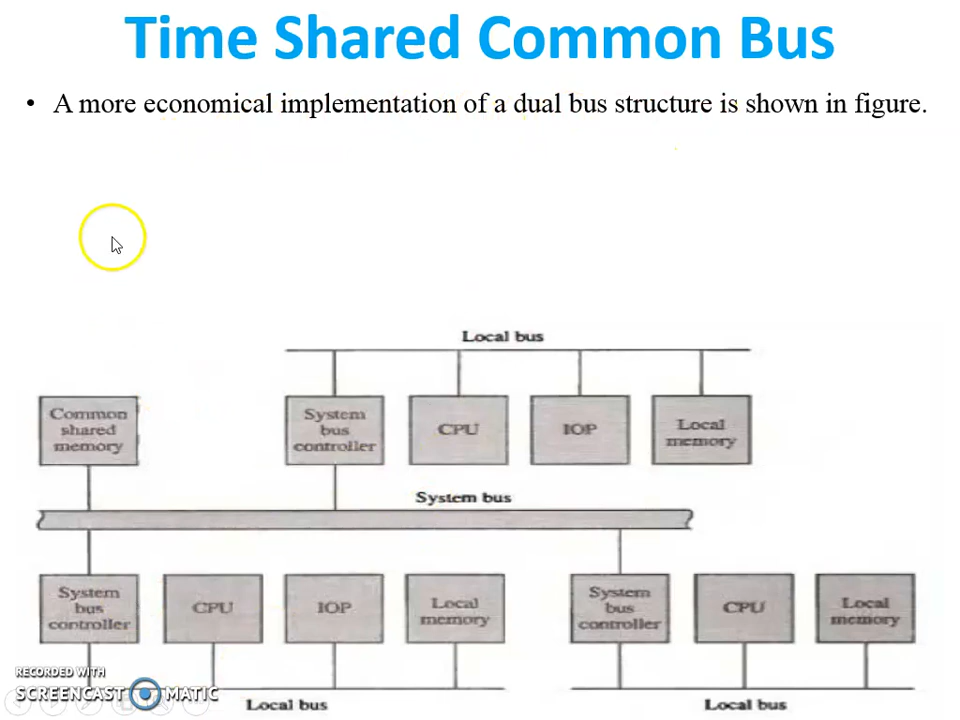 Time Shared Common Bus
• A more economical implementation of a dual bus structure is shown in figure.
Local bus
Common
shared
memory
System
bus
controller
CPU
IOP
Local
memory
System bus
System
bus
controller
CPU
IOP
Local
memory
System
bus
controller
CPU
Local
memory
Local bus
Local bus
RECORDED WITH
SCREENCAST MATIC